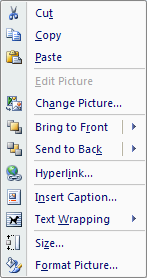 Cut
Copy
Paste
Edit Picture
Change Picture...
Bring to Front
Send to Back
Hyperlink...
Insert Caption...
Text Wrapping
Size...
Format Picture...